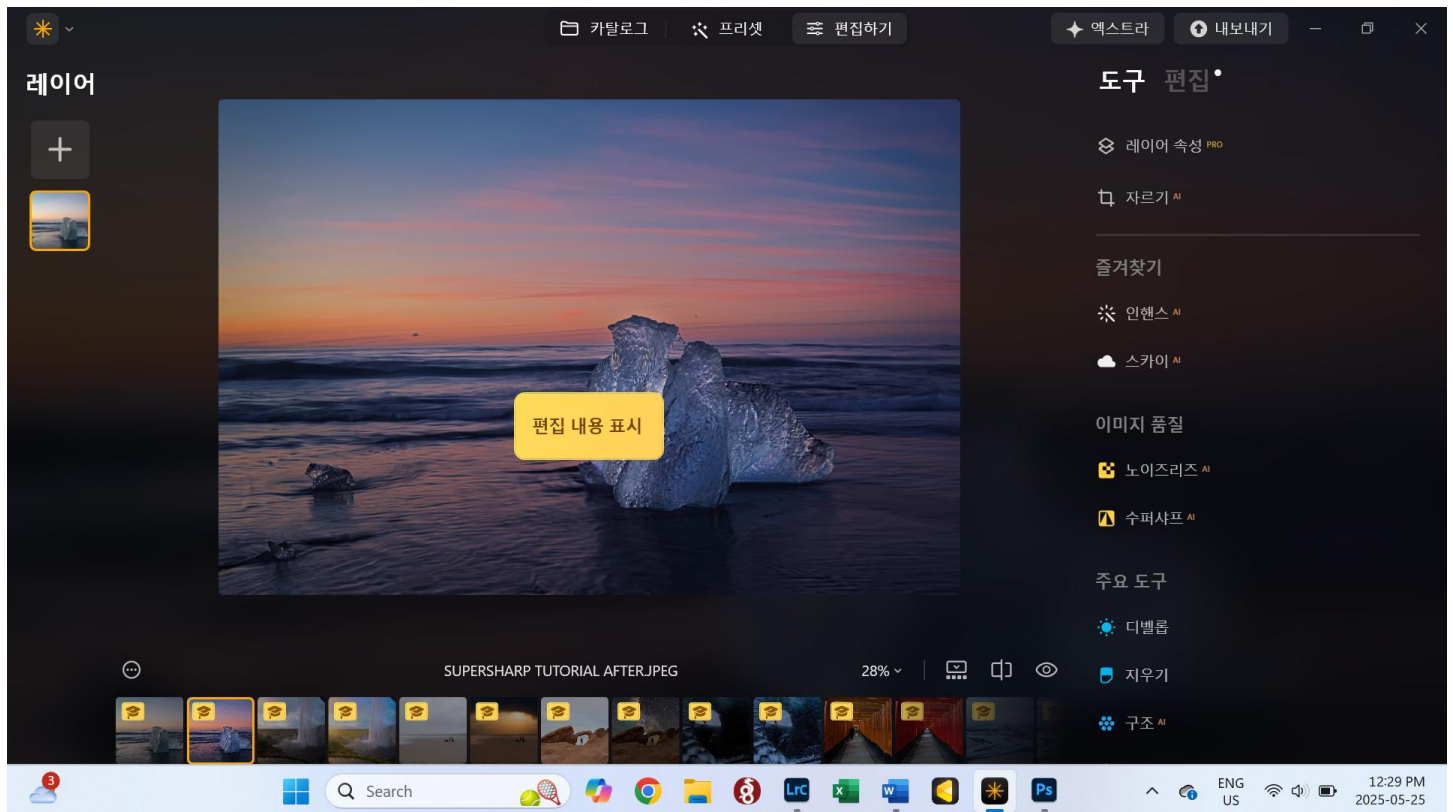 카탈로그
프리셋
편집하기
엑스트라
내보내기
레이어
도구 편집
레이어 속성 PRO
자르기 AI
즐겨찾기
인핸스 AI
스카이 AI
이미지 품질
노이즈리즈 AI
수퍼샤프 AI
주요 도구
디벨롭
지우기
구조 AI
편집 내용 표시
SUPERSHARP TUTORIAL AFTER.JPEG
28%
3
Search
LrC
Ps
ENG
US
12:29 PM
2025-05-25